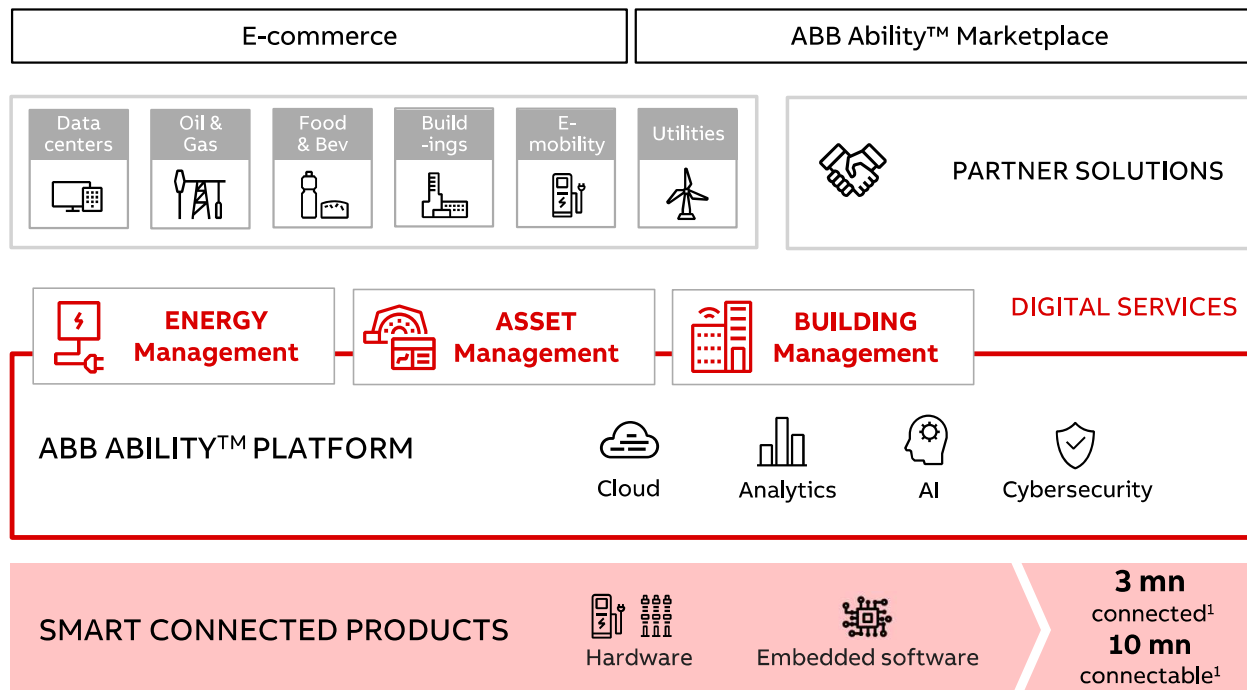 E-commerce
ABB Ability™ Marketplace
Data
centers
Oil &
Gas
Food
& Bev
Build
-ings
E-
mobility
Utilities
PARTNER SOLUTIONS
ENERGY
Management
ASSET
Management
BUILDING
Management
DIGITAL SERVICES
ABB ABILITY™ PLATFORM
Cloud
Analytics
AI
Cybersecurity
SMART CONNECTED PRODUCTS
Hardware
Embedded software
3 mn
connected¹
10 mn
connectable¹